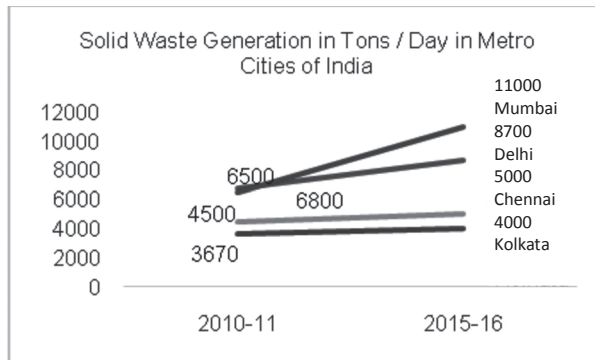 Solid Waste Generation in Tons / Day in Metro
Cities of India
12000
10000
8000
6000
4000
2000
0
6500
6800
4500
3670
11000
Mumbai
8700
Delhi
5000
Chennai
4000
Kolkata
2010-11
2015-16